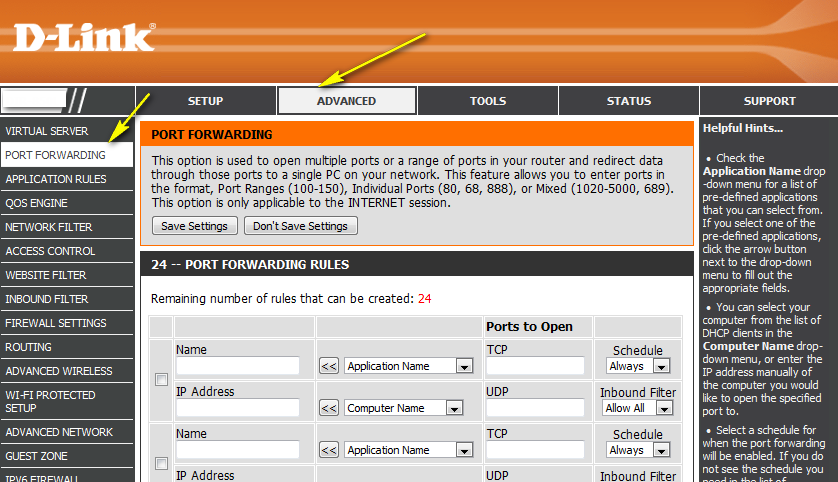 D-Link®
SETUP
ADVANCED
TOOLS
STATUS
SUPPORT
VIRTUAL SERVER
PORT FORWARDING
APPLICATION RULES
QOS ENGINE
NETWORK FILTER
ACCESS CONTROL
WEBSITE FILTER
INBOUND FILTER
FIREWALL SETTINGS
ROUTING
ADVANCED WIRELESS
WI-FI PROTECTED
SETUP
ADVANCED NETWORK
GUEST ZONE
IPV6 FIREWALL
PORT FORWARDING
This option is used to open multiple ports or a range of ports in your router and redirect data
through those ports to a single PC on your network. This feature allows you to enter ports in
the format, Port Ranges (100-150), Individual Ports (80, 68, 888), or Mixed (1020-5000, 689).
This option is only applicable to the INTERNET session.
Save Settings
Don't Save Settings
24 -- PORT FORWARDING RULES
Remaining number of rules that can be created: 24
Ports to Open
Name
<<
Application Name
TCP
Schedule
Always
IP Address
<<
Computer Name
UDP
Inbound Filter
Allow All
Name
<<
Application Name
TCP
Schedule
Always
IP Address
UDP
Inbound Filter
Helpful Hints...
• Check the
Application Name drop
-down menu for a list of
pre-defined applications
that you can select from.
If you select one of the
pre-defined applications,
click the arrow button
next to the drop-down
menu to fill out the
appropriate fields.
• You can select your
computer from the list of
DHCP clients in the
Computer Name drop-
down menu, or enter the
IP address manually of
the computer you would
like to open the specified
port to.
• Select a schedule for
when the port forwarding
will be enabled. If you do
not see the schedule you
need in the list of